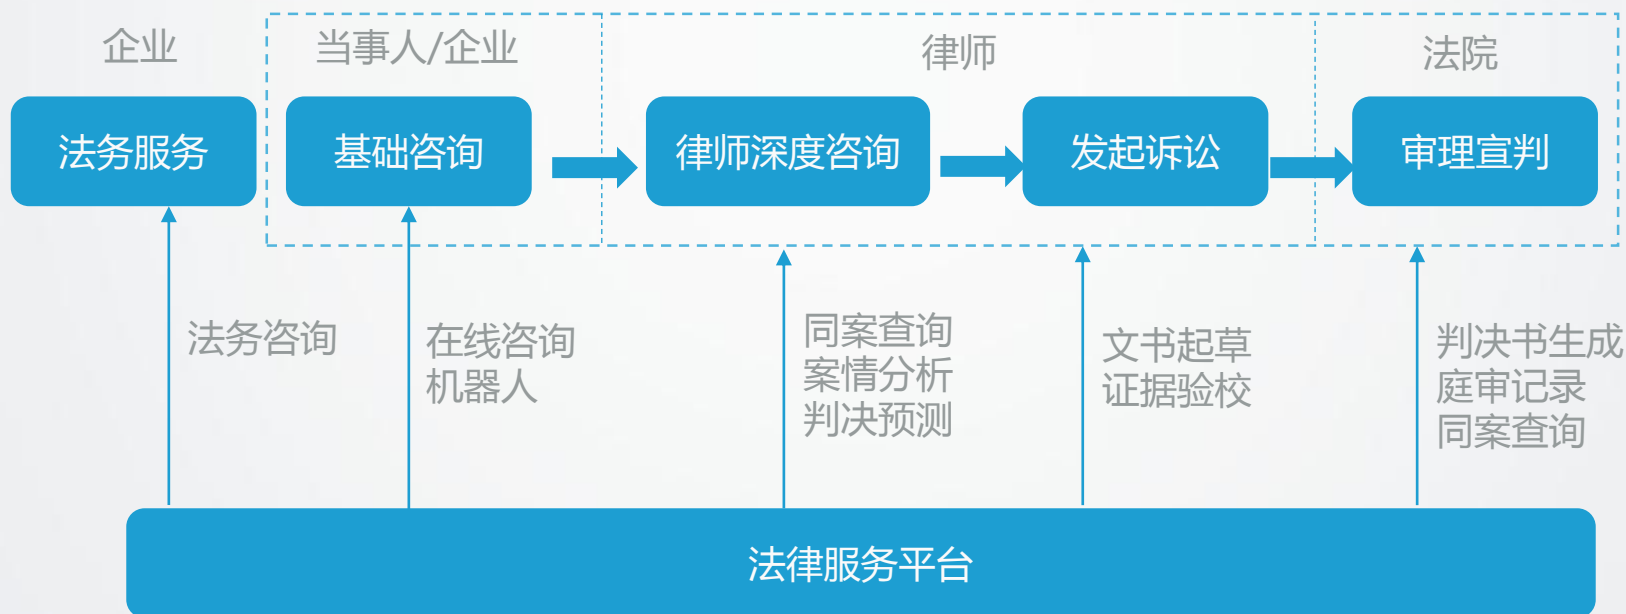 企业
当事人/企业
律师
法院
法务服务
基础咨询
律师深度咨询
发起诉讼
审理宣判
法务咨询
在线咨询
机器人
同案查询
案情分析
判决预测
文书起草
证据验校
判决书生成
庭审记录
同案查询
法律服务平台